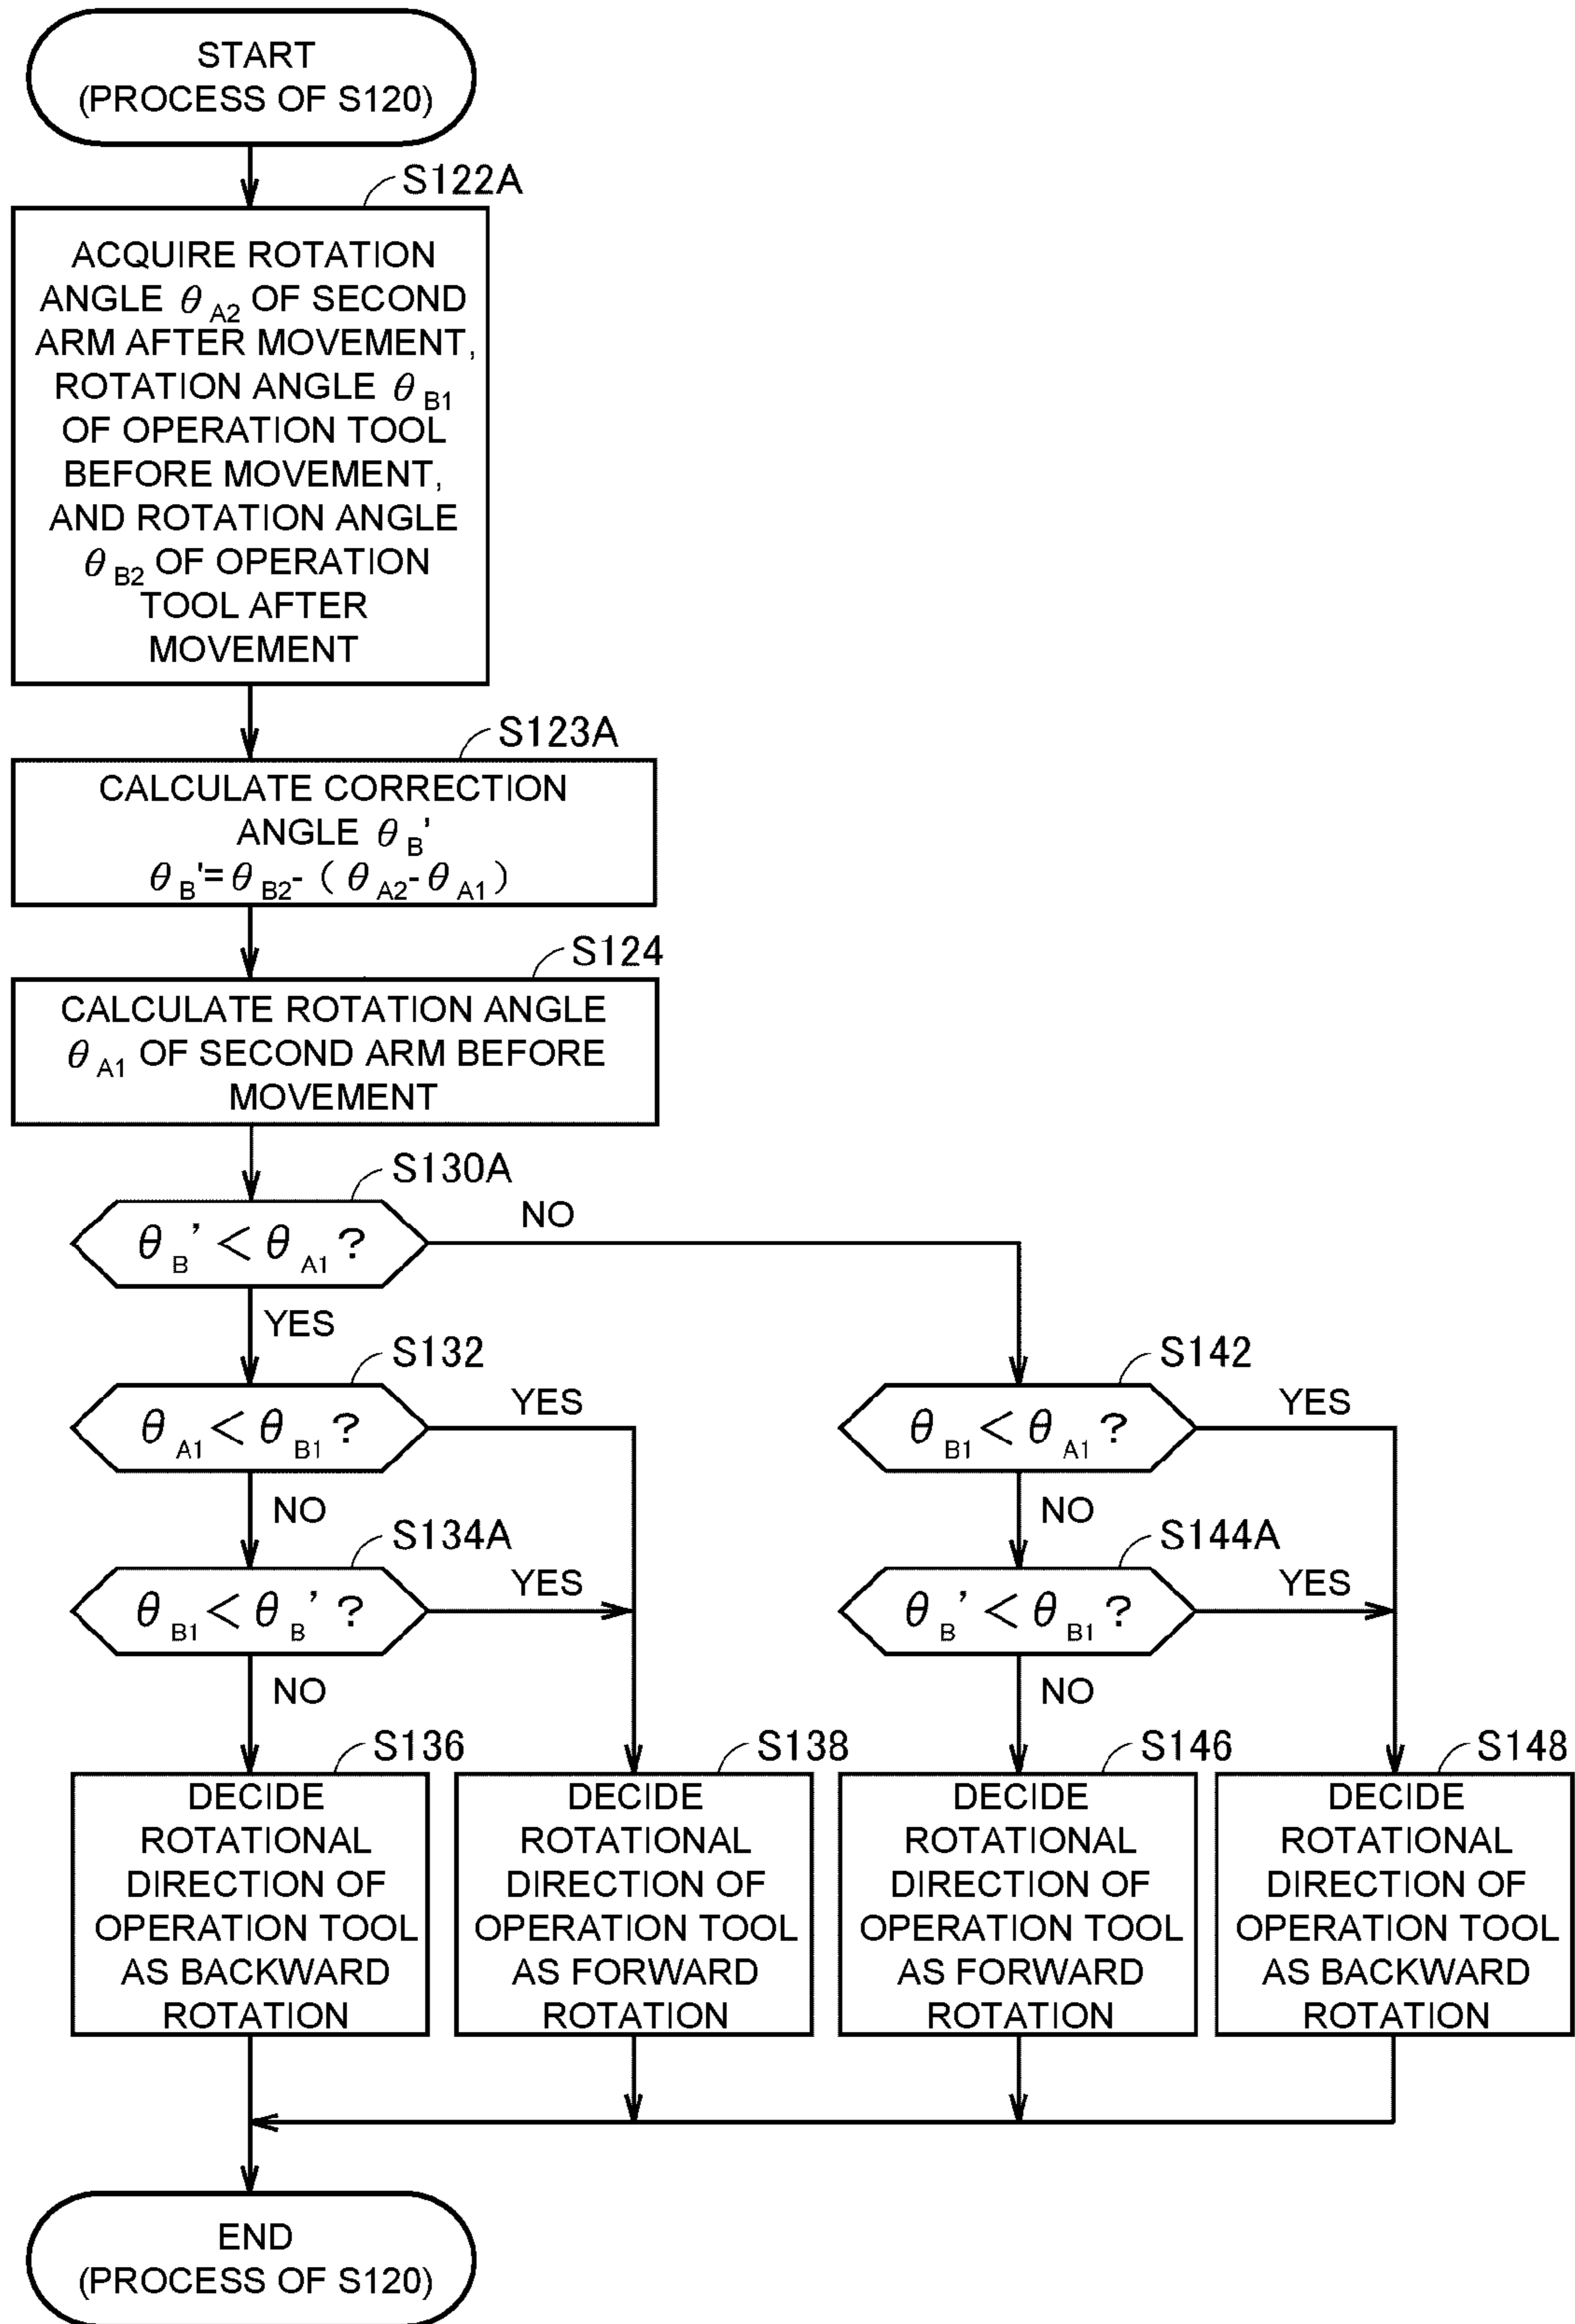 START
(PROCESS OF S120)
S122A
ACQUIRE ROTATION
ANGLE θA2 OF SECOND
ARM AFTER MOVEMENT,
ROTATION ANGLE θB1
OF OPERATION TOOL
BEFORE MOVEMENT,
AND ROTATION ANGLE
θB2 OF OPERATION
TOOL AFTER
MOVEMENT
S123A
CALCULATE CORRECTION
ANGLE θB'
θB'=θB2-(θA2-θA1)
S124
CALCULATE ROTATION ANGLE
θA1 OF SECOND ARM BEFORE
MOVEMENT
S130A
θB'<θA1?
NO
YES
S132
θA1<θB1?
YES
NO
S134A
θB1<θB'?
YES
NO
S142
θB1<θA1?
YES
NO
S144A
θB'<θB1?
YES
NO
S136
DECIDE
ROTATIONAL
DIRECTION OF
OPERATION TOOL
AS BACKWARD
ROTATION
S138
DECIDE
ROTATIONAL
DIRECTION OF
OPERATION TOOL
AS FORWARD
ROTATION
S146
DECIDE
ROTATIONAL
DIRECTION OF
OPERATION TOOL
AS FORWARD
ROTATION
S148
DECIDE
ROTATIONAL
DIRECTION OF
OPERATION TOOL
AS BACKWARD
ROTATION
END
(PROCESS OF S120)